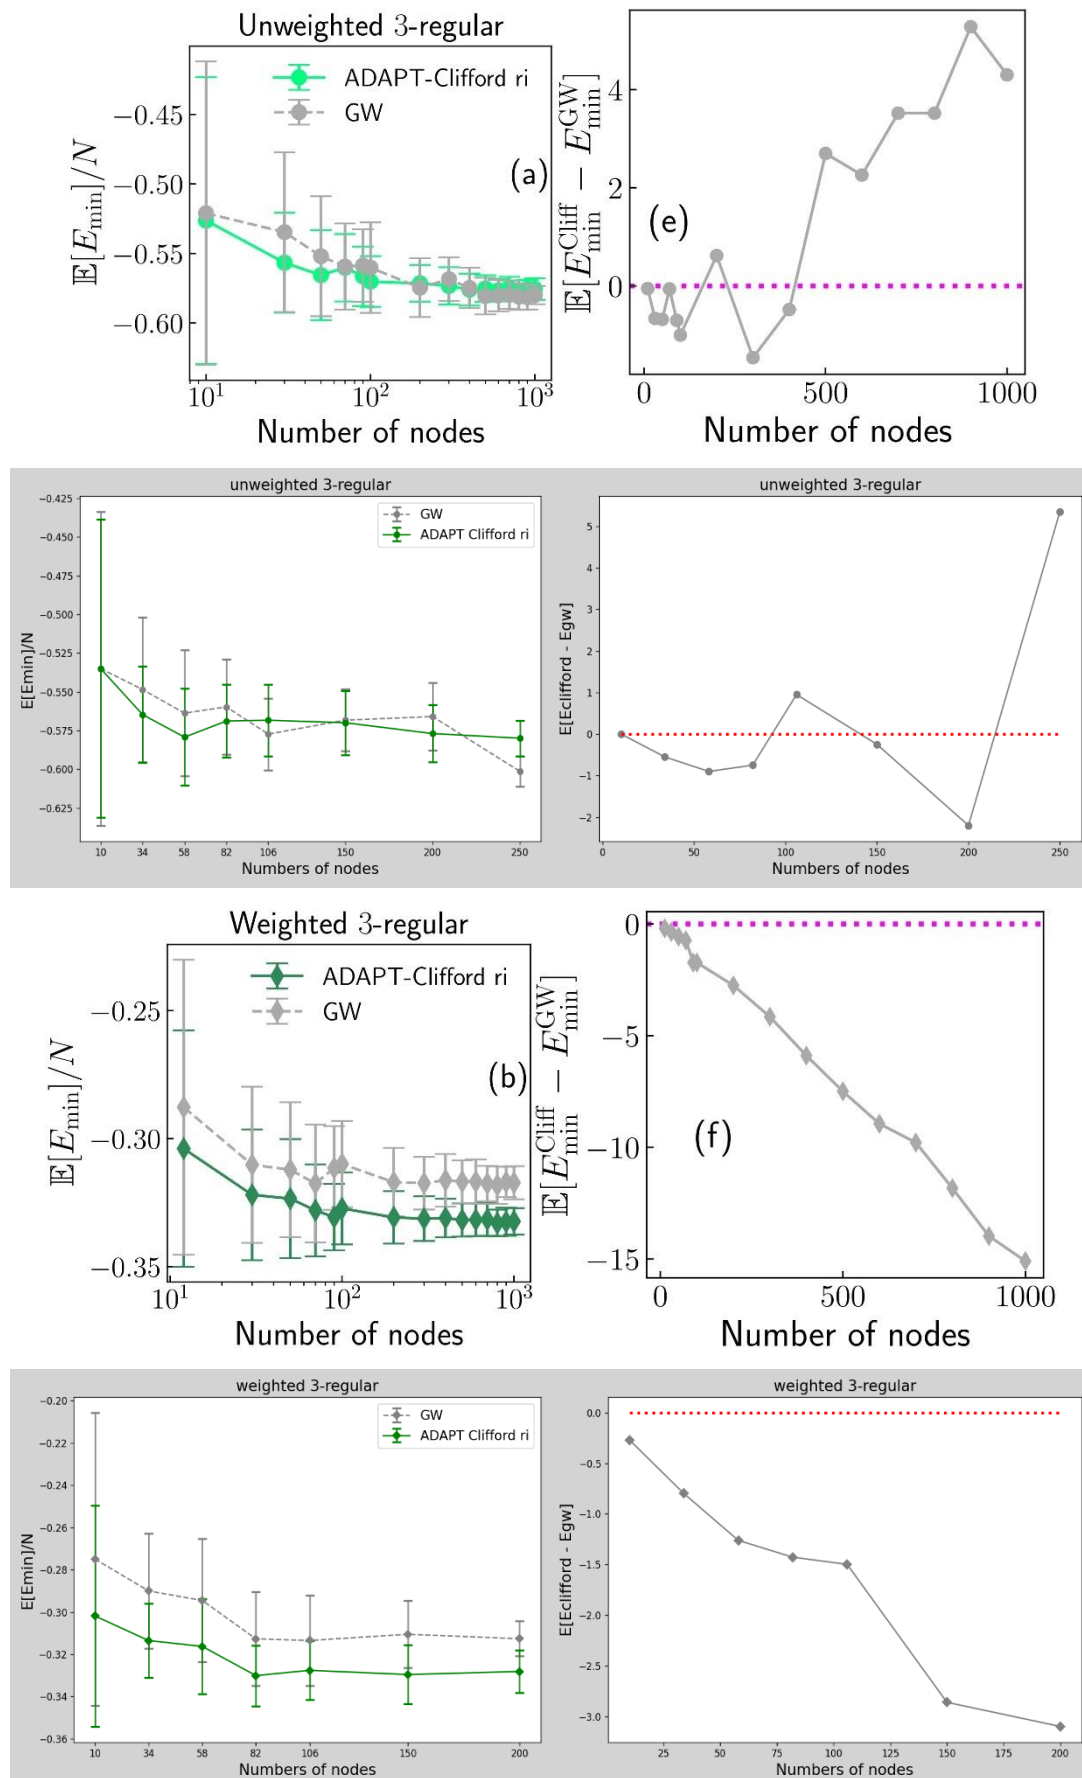 Unweighted 3-regular
ADAPT-Clifford ri
GW
(a)
−0.45
−0.50
−0.55
−0.60
𝔼[E_min]/N
10^1
10^2
10^3
Number of nodes
𝔼[E_min^Cliff − E_min^GW]
4
2
0
(e)
0
500
1000
Number of nodes
unweighted 3-regular
GW
ADAPT Clifford ri
−0.425
−0.450
−0.475
−0.500
−0.525
−0.550
−0.575
−0.600
−0.625
E[Emin]/N
10
34
58
82
106
150
200
250
Numbers of nodes
unweighted 3-regular
5
4
3
2
1
0
−1
−2
E[Eclifford - Egw]
0
50
100
150
200
250
Numbers of nodes
Weighted 3-regular
ADAPT-Clifford ri
GW
(b)
−0.25
−0.30
−0.35
𝔼[E_min]/N
10^1
10^2
10^3
Number of nodes
𝔼[E_min^Cliff − E_min^GW]
0
−5
−10
−15
(f)
0
500
1000
Number of nodes
weighted 3-regular
GW
ADAPT Clifford ri
−0.20
−0.22
−0.24
−0.26
−0.28
−0.30
−0.32
−0.34
−0.36
E[Emin]/N
10
34
58
82
106
150
200
Numbers of nodes
weighted 3-regular
0.0
−0.5
−1.0
−1.5
−2.0
−2.5
−3.0
E[Eclifford - Egw]
25
50
75
100
125
150
175
200
Numbers of nodes